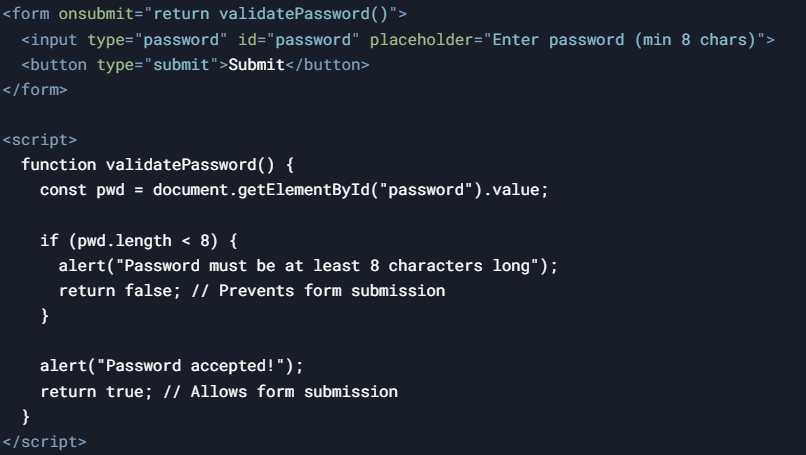 <form onsubmit="return validatePassword()">
  <input type="password" id="password" placeholder="Enter password (min 8 chars)">
  <button type="submit">Submit</button>
</form>

<script>
  function validatePassword() {
    const pwd = document.getElementById("password").value;

    if (pwd.length < 8) {
      alert("Password must be at least 8 characters long");
      return false; // Prevents form submission
    }

    alert("Password accepted!");
    return true; // Allows form submission
  }
</script>